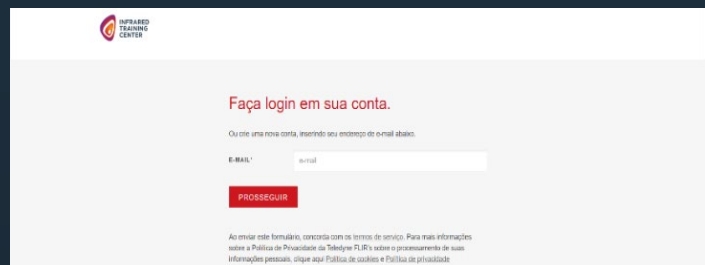 INFRARED
TRAINING
CENTER
Faça login em sua conta.
Ou crie uma nova conta, inserindo seu endereço de e-mail abaixo.
E-MAIL*
e-mail
PROSSEGUIR
Ao enviar este formulário, concorda com os termos de serviço. Para mais informações
sobre a Política de Privacidade da Teledyne FLIR's sobre o processamento de suas
informações pessoais, clique aqui Política de cookies e Política de privacidade